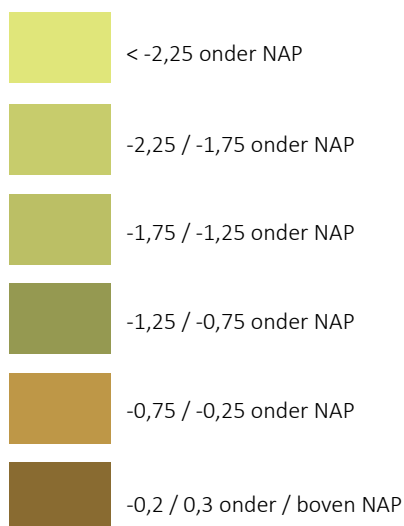 < -2,25 onder NAP
-2,25 / -1,75 onder NAP
-1,75 / -1,25 onder NAP
-1,25 / -0,75 onder NAP
-0,75 / -0,25 onder NAP
-0,2 / 0,3 onder / boven NAP